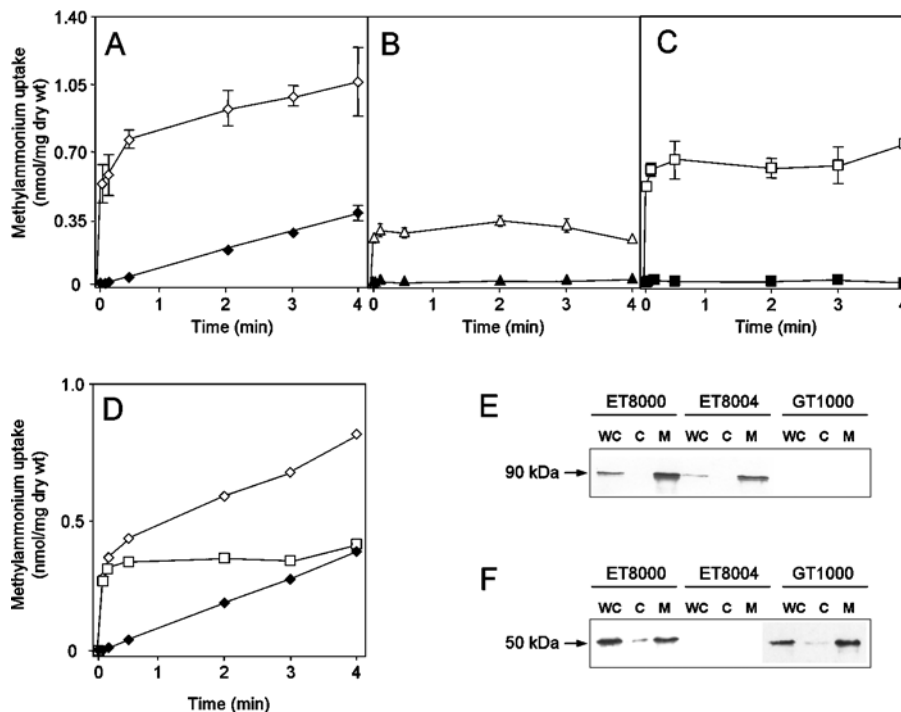 A
B
C
Methylammonium uptake
(nmol/mg dry wt)
1.40
1.05
0.70
0.35
0
0 1 2 3 4
0 1 2 3 4
0 1 2 3 4
Time (min)
Time (min)
Time (min)
D
Methylammonium uptake
(nmol/mg dry wt)
1.0
0.5
0
0 1 2 3 4
Time (min)
E
ET8000 ET8004 GT1000
WC C M WC C M WC C M
90 kDa
F
ET8000 ET8004 GT1000
WC C M WC C M WC C M
50 kDa